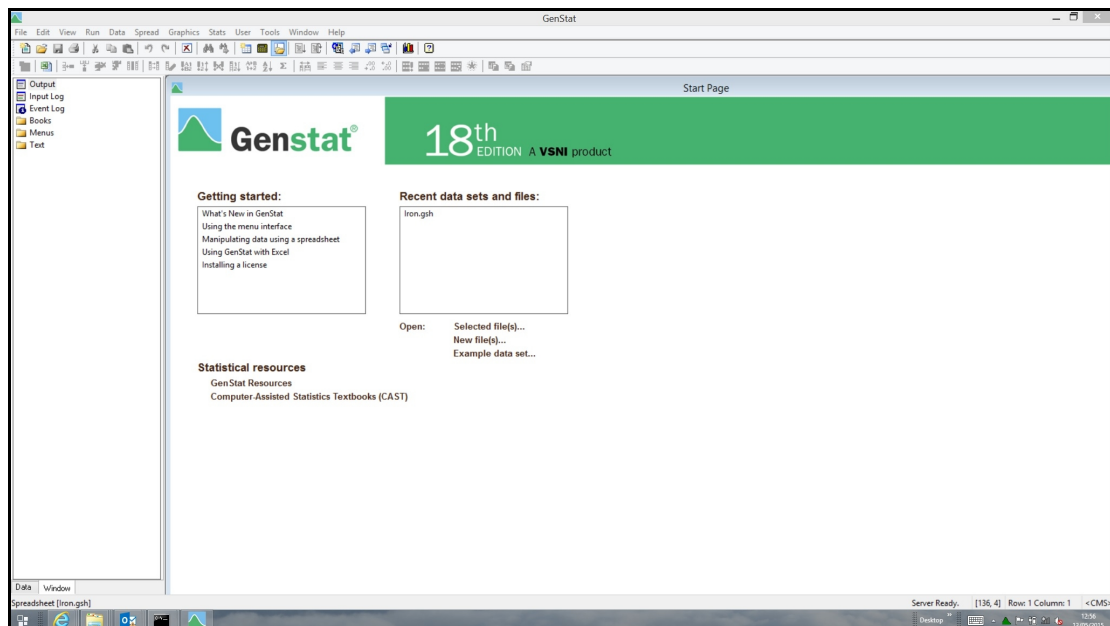 GenStat
File Edit View Run Data Spread Graphics Stats User Tools Window Help
Output
Input Log
Event Log
Books
Menus
Text
Start Page
Genstat®
18th EDITION A VSNI product
Getting started:
What's New in GenStat
Using the menu interface
Manipulating data using a spreadsheet
Using GenStat with Excel
Installing a license
Recent data sets and files:
Iron.gsh
Open: Selected file(s)...
New file(s)...
Example data set...
Statistical resources
GenStat Resources
Computer-Assisted Statistics Textbooks (CAST)
Data Window
Spreadsheet [Iron.gsh]
Server Ready. [136, 4] Row: 1 Column: 1 <CMS>
Desktop
12:56